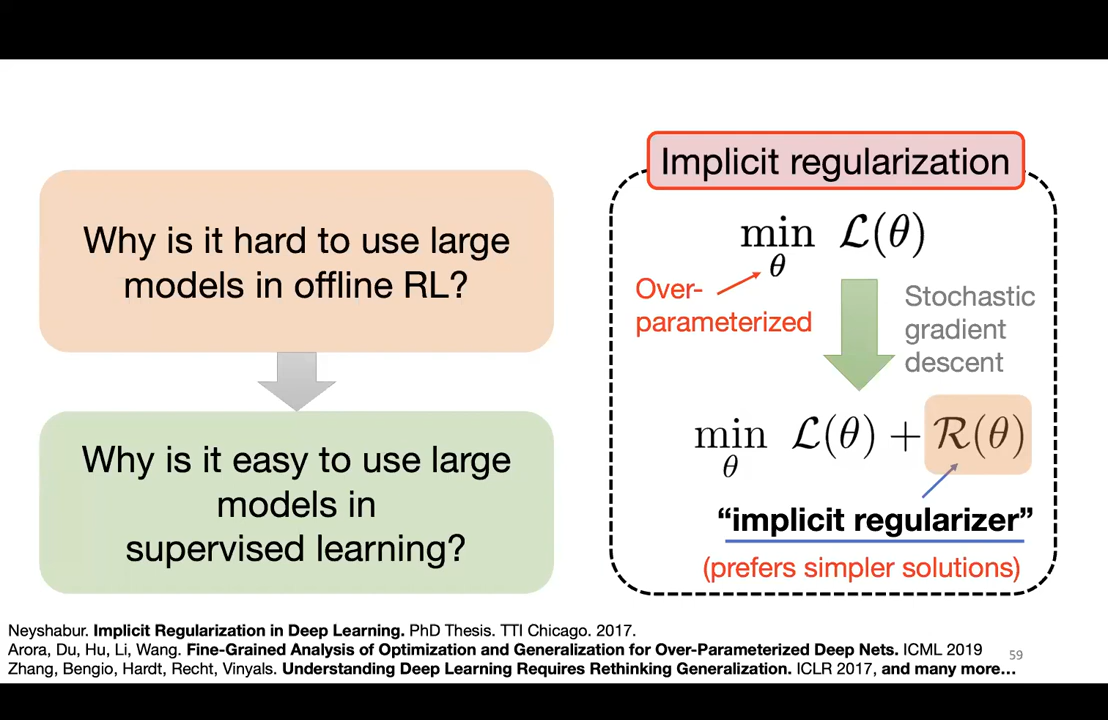 Why is it hard to use large
models in offline RL?
Why is it easy to use large
models in
supervised learning?
Implicit regularization
min ℒ(θ)
θ
Over-
parameterized
Stochastic
gradient
descent
min ℒ(θ) + ℛ(θ)
θ
“implicit regularizer”
(prefers simpler solutions)
Neyshabur. Implicit Regularization in Deep Learning. PhD Thesis. TTI Chicago. 2017.
Arora, Du, Hu, Li, Wang. Fine-Grained Analysis of Optimization and Generalization for Over-Parameterized Deep Nets. ICML 2019
Zhang, Bengio, Hardt, Recht, Vinyals. Understanding Deep Learning Requires Rethinking Generalization. ICLR 2017, and many more…
59